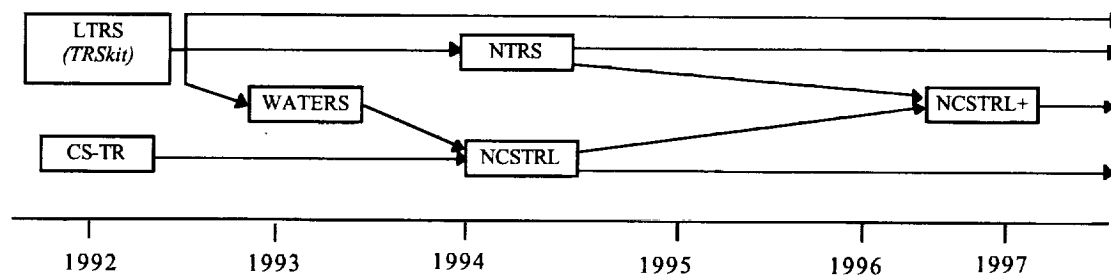 LTRS
(TRSkit)
NTRS
WATERS
NCSTRL+
CS-TR
NCSTRL
1992 1993 1994 1995 1996 1997